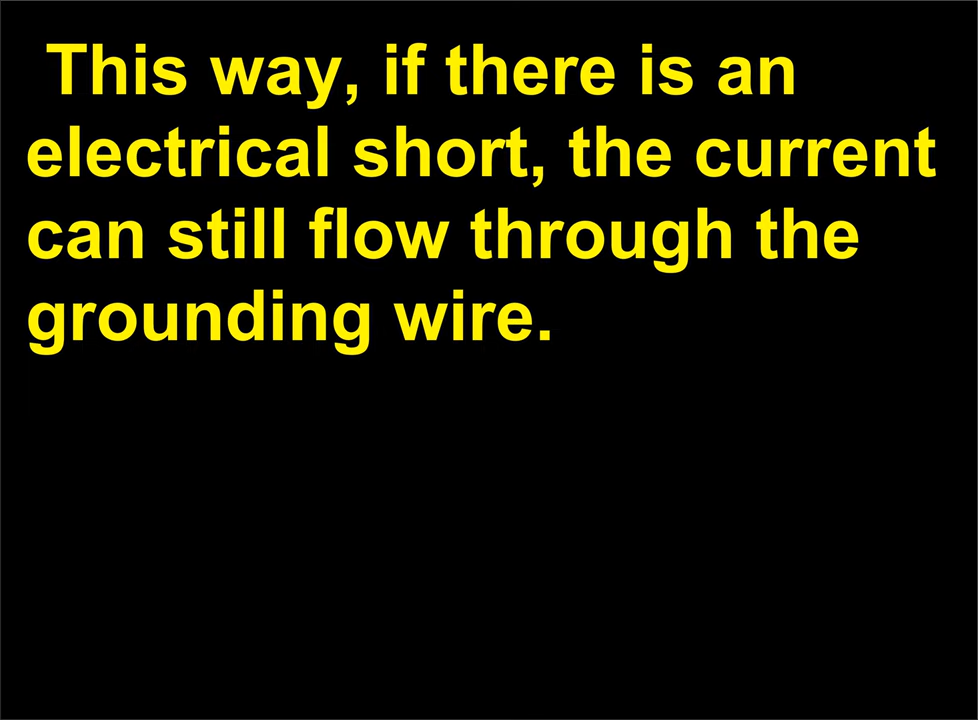 This way, if there is an
electrical short, the current
can still flow through the
grounding wire.